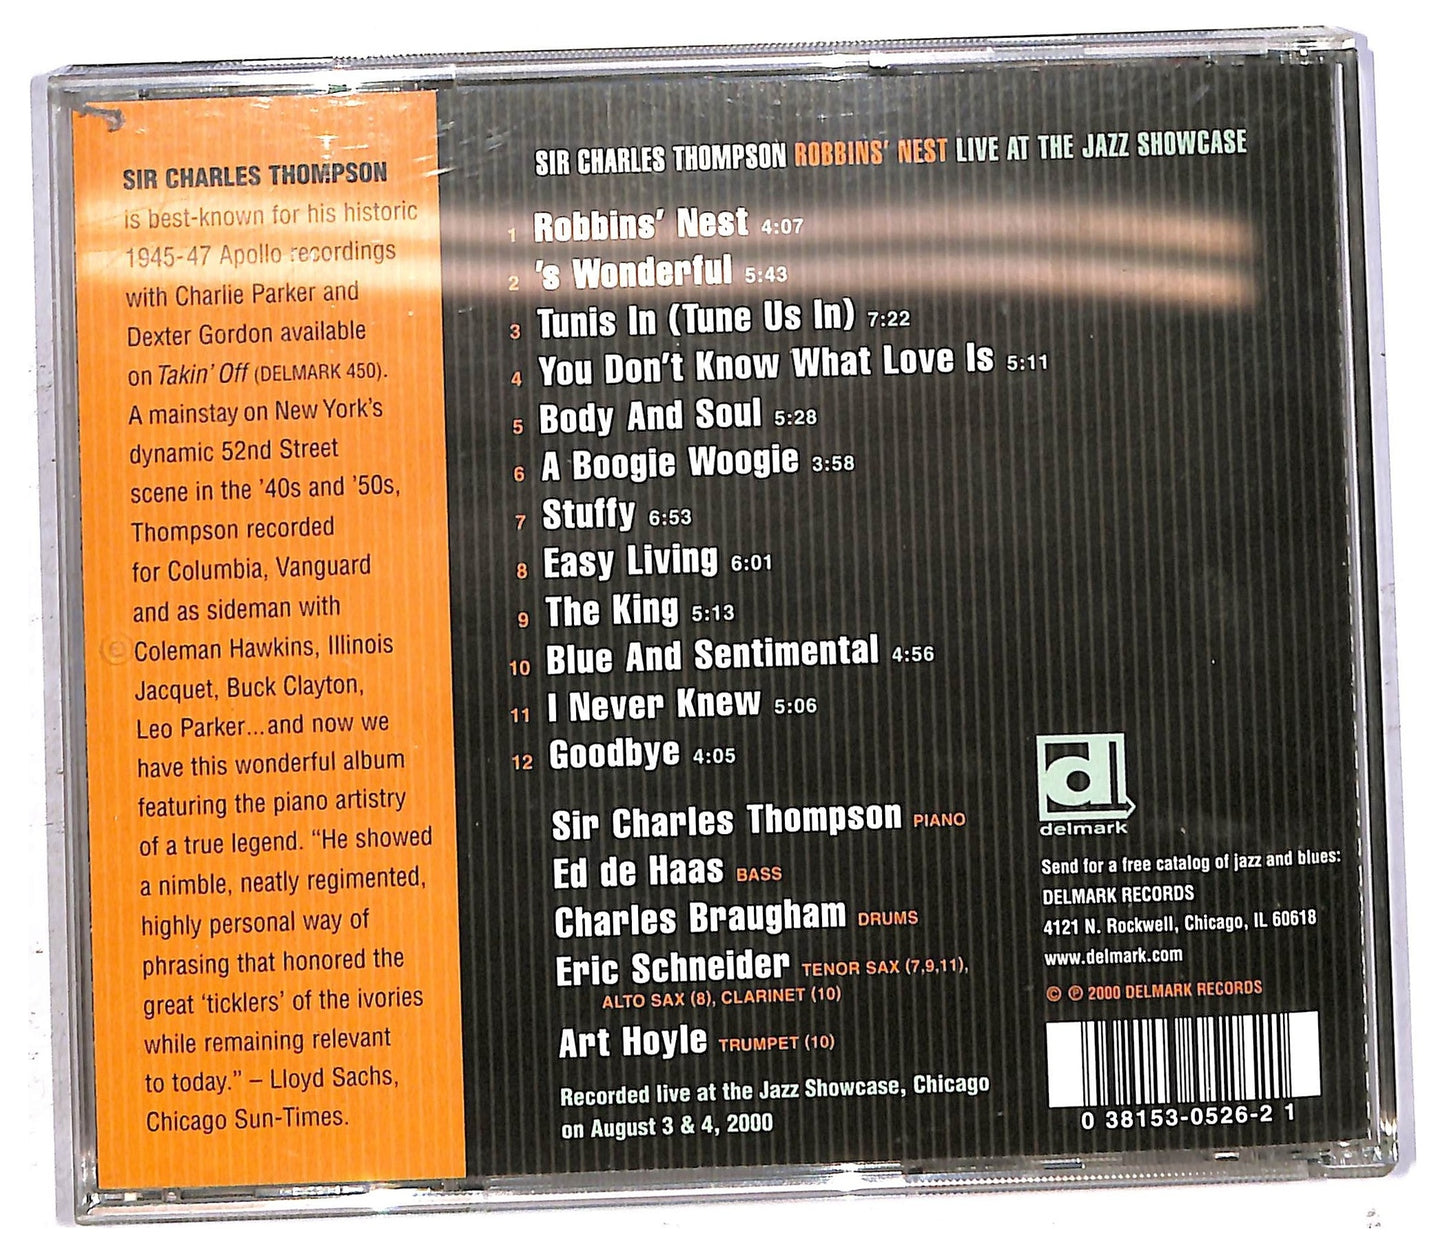 SIR CHARLES THOMPSON
is best-known for his historic
1945-47 Apollo recordings
with Charlie Parker and
Dexter Gordon available
on Takin' Off (DELMARK 450).
A mainstay on New York's
dynamic 52nd Street
scene in the '40s and '50s,
Thompson recorded
for Columbia, Vanguard
and as sideman with
Coleman Hawkins, Illinois
Jacquet, Buck Clayton,
Leo Parker...and now we
have this wonderful album
featuring the piano artistry
of a true legend. "He showed
a nimble, neatly regimented,
highly personal way of
phrasing that honored the
great 'ticklers' of the ivories
while remaining relevant
to today." – Lloyd Sachs,
Chicago Sun-Times.
SIR CHARLES THOMPSON ROBBINS' NEST LIVE AT THE JAZZ SHOWCASE
1 Robbins' Nest 4:07
2 's Wonderful 5:43
3 Tunis In (Tune Us In) 7:22
4 You Don't Know What Love Is 5:11
5 Body And Soul 5:28
6 A Boogie Woogie 3:58
7 Stuffy 6:53
8 Easy Living 6:01
9 The King 5:13
10 Blue And Sentimental 4:56
11 I Never Knew 5:06
12 Goodbye 4:05
Sir Charles Thompson PIANO
Ed de Haas BASS
Charles Braugham DRUMS
Eric Schneider TENOR SAX (7,9,11),
ALTO SAX (8), CLARINET (10)
Art Hoyle TRUMPET (10)
Recorded live at the Jazz Showcase, Chicago
on August 3 & 4, 2000
d
delmark
Send for a free catalog of jazz and blues:
DELMARK RECORDS
4121 N. Rockwell, Chicago, IL 60618
www.delmark.com
© ℗ 2000 DELMARK RECORDS
0 38153-0526-2 1